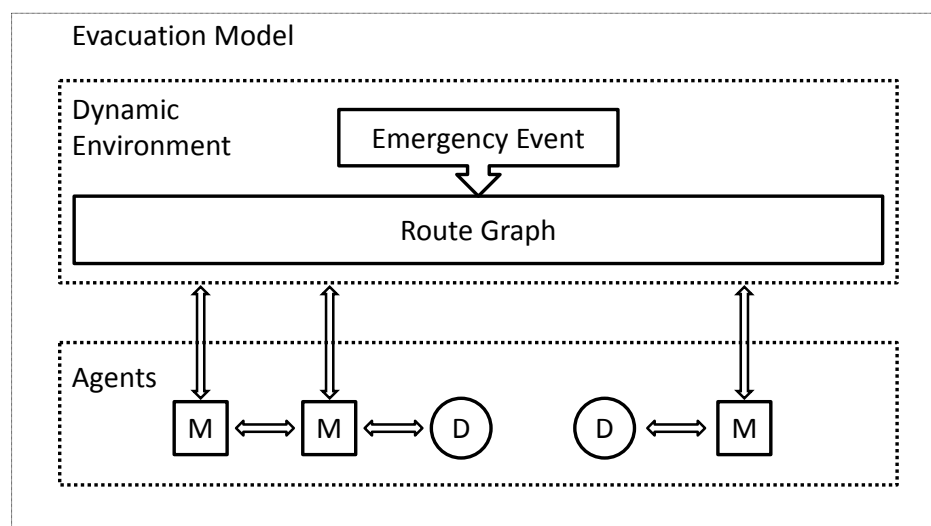 Evacuation Model
Dynamic
Environment
Emergency Event
Route Graph
Agents
M
M
D
D
M